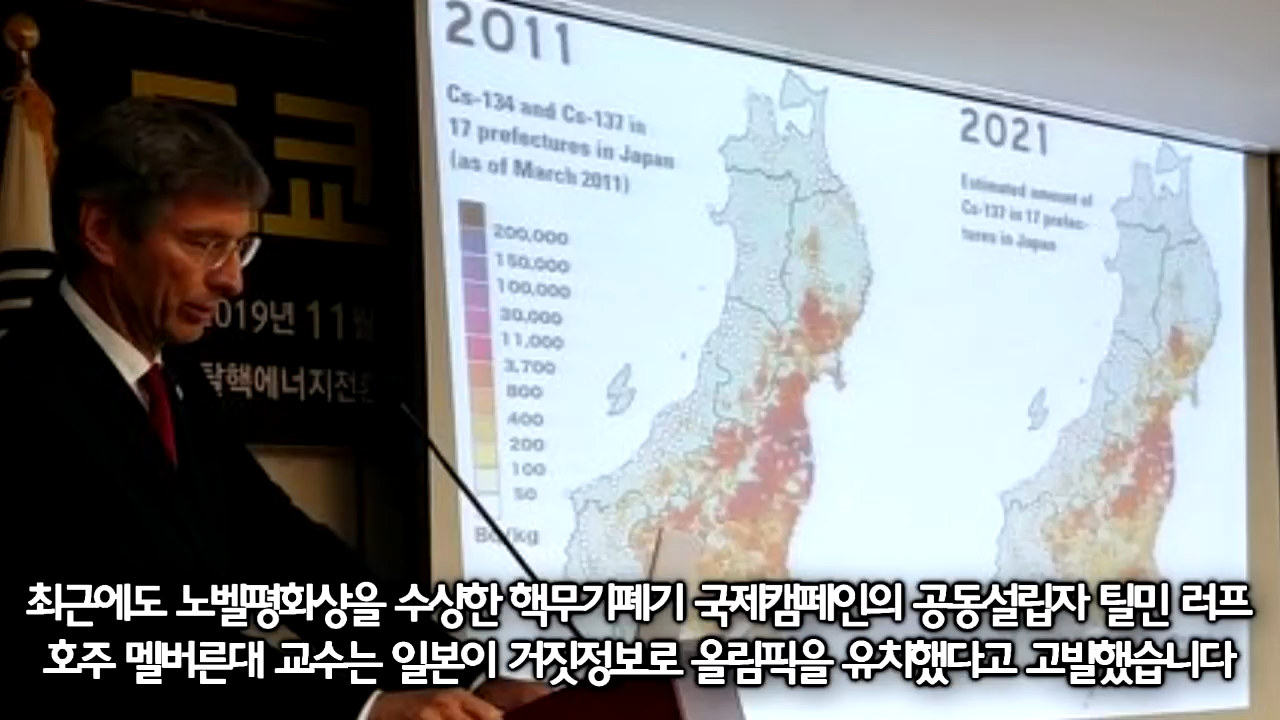 2011
Cs-134 and Cs-137 in
17 prefectures in Japan
(as of March 2011)
200,000
150,000
100,000
30,000
11,000
3,700
800
400
200
100
50
Bq/kg
2021
Estimated amount of
Cs-137 in 17 prefec-
tures in Japan
2019년 11월
탈핵에너지전환
최근에도 노벨평화상을 수상한 핵무기폐기 국제캠페인의 공동설립자 틸민 러프
호주 멜버른대 교수는 일본이 거짓정보로 올림픽을 유치했다고 고발했습니다